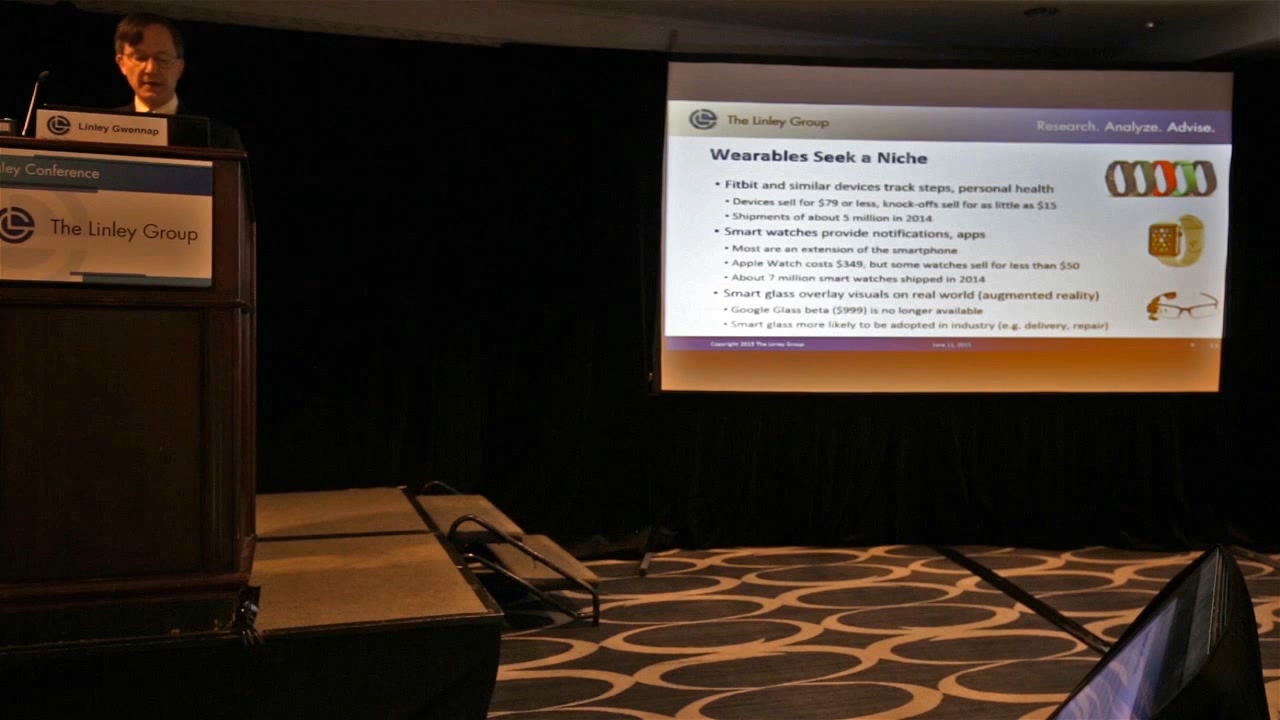 Linley Gwennap
ley Conference
The Linley Group
The Linley Group
Research. Analyze. Advise.
Wearables Seek a Niche
• Fitbit and similar devices track steps, personal health
• Devices sell for $79 or less, knock-offs sell for as little as $15
• Shipments of about 5 million in 2014
• Smart watches provide notifications, apps
• Most are an extension of the smartphone
• Apple Watch costs $349, but some watches sell for less than $50
• About 7 million smart watches shipped in 2014
• Smart glass overlay visuals on real world (augmented reality)
• Google Glass beta ($999) is no longer available
• Smart glass more likely to be adopted in industry (e.g. delivery, repair)
Copyright 2015 The Linley Group